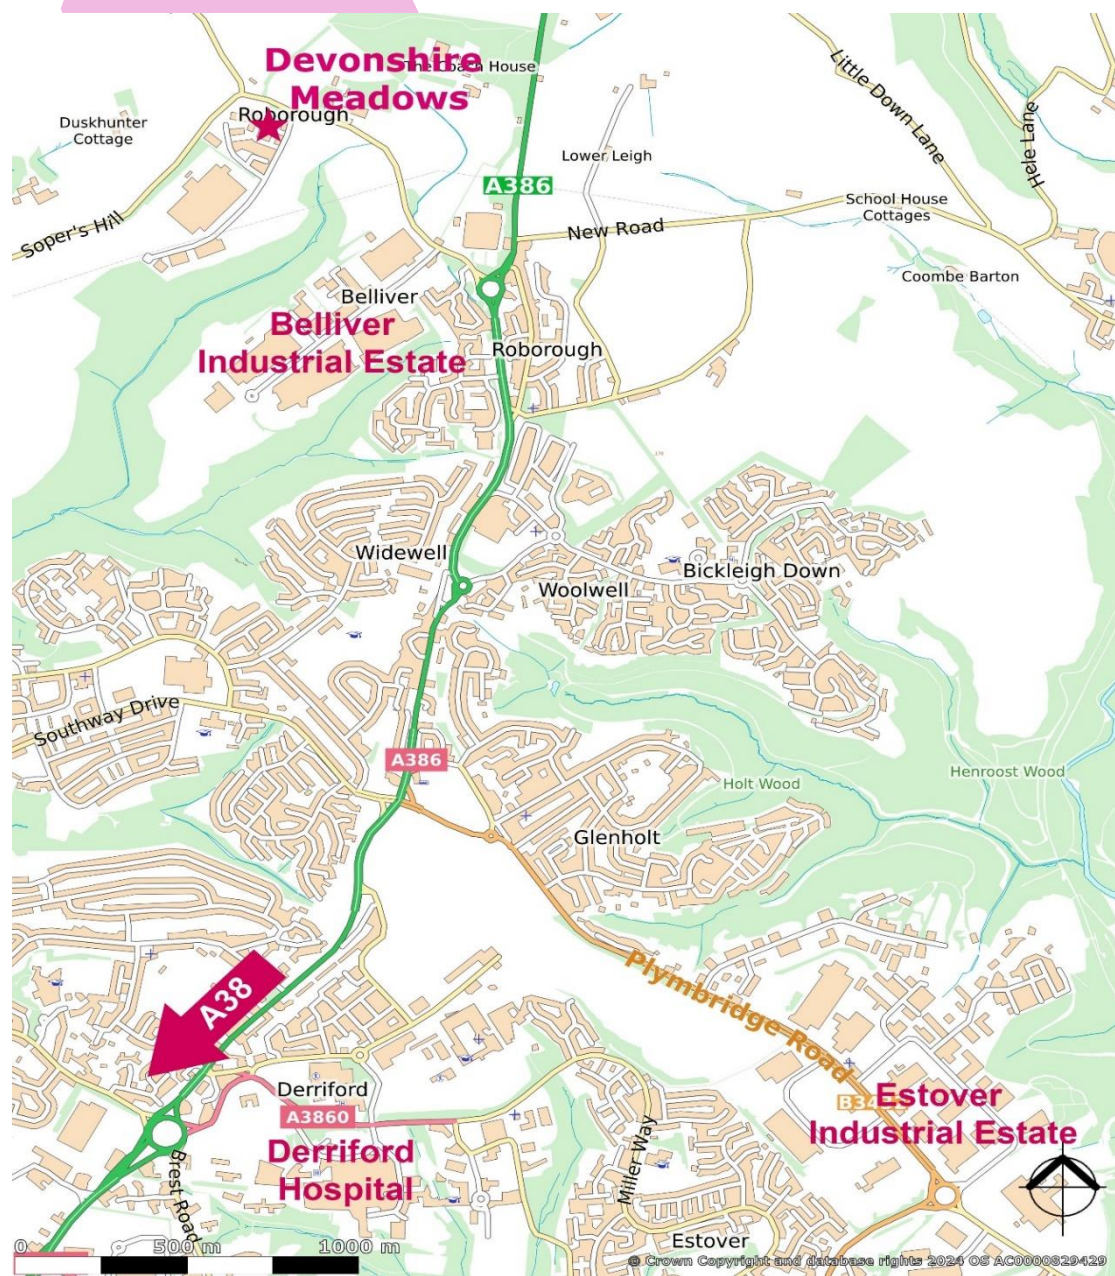 Devonshire
Meadows
The Coach House
Roborough
Duskhunter
Cottage
Little Down Lane
Hele Lane
Lower Leigh
A386
School House
Cottages
Soper's Hill
New Road
Coombe Barton
Belliver
Belliver
Industrial Estate
Roborough
Widewell
Woolwell
Bickleigh Down
Southway Drive
A386
Holt Wood
Henroost Wood
Glenholt
Plymbridge Road
A38
Derriford
A3860
Estover
Industrial Estate
Derriford
Hospital
Miller Way
Brest Road
Estover
0
500 m
1000 m
© Crown Copyright and database rights 2024 OS AC0000829429